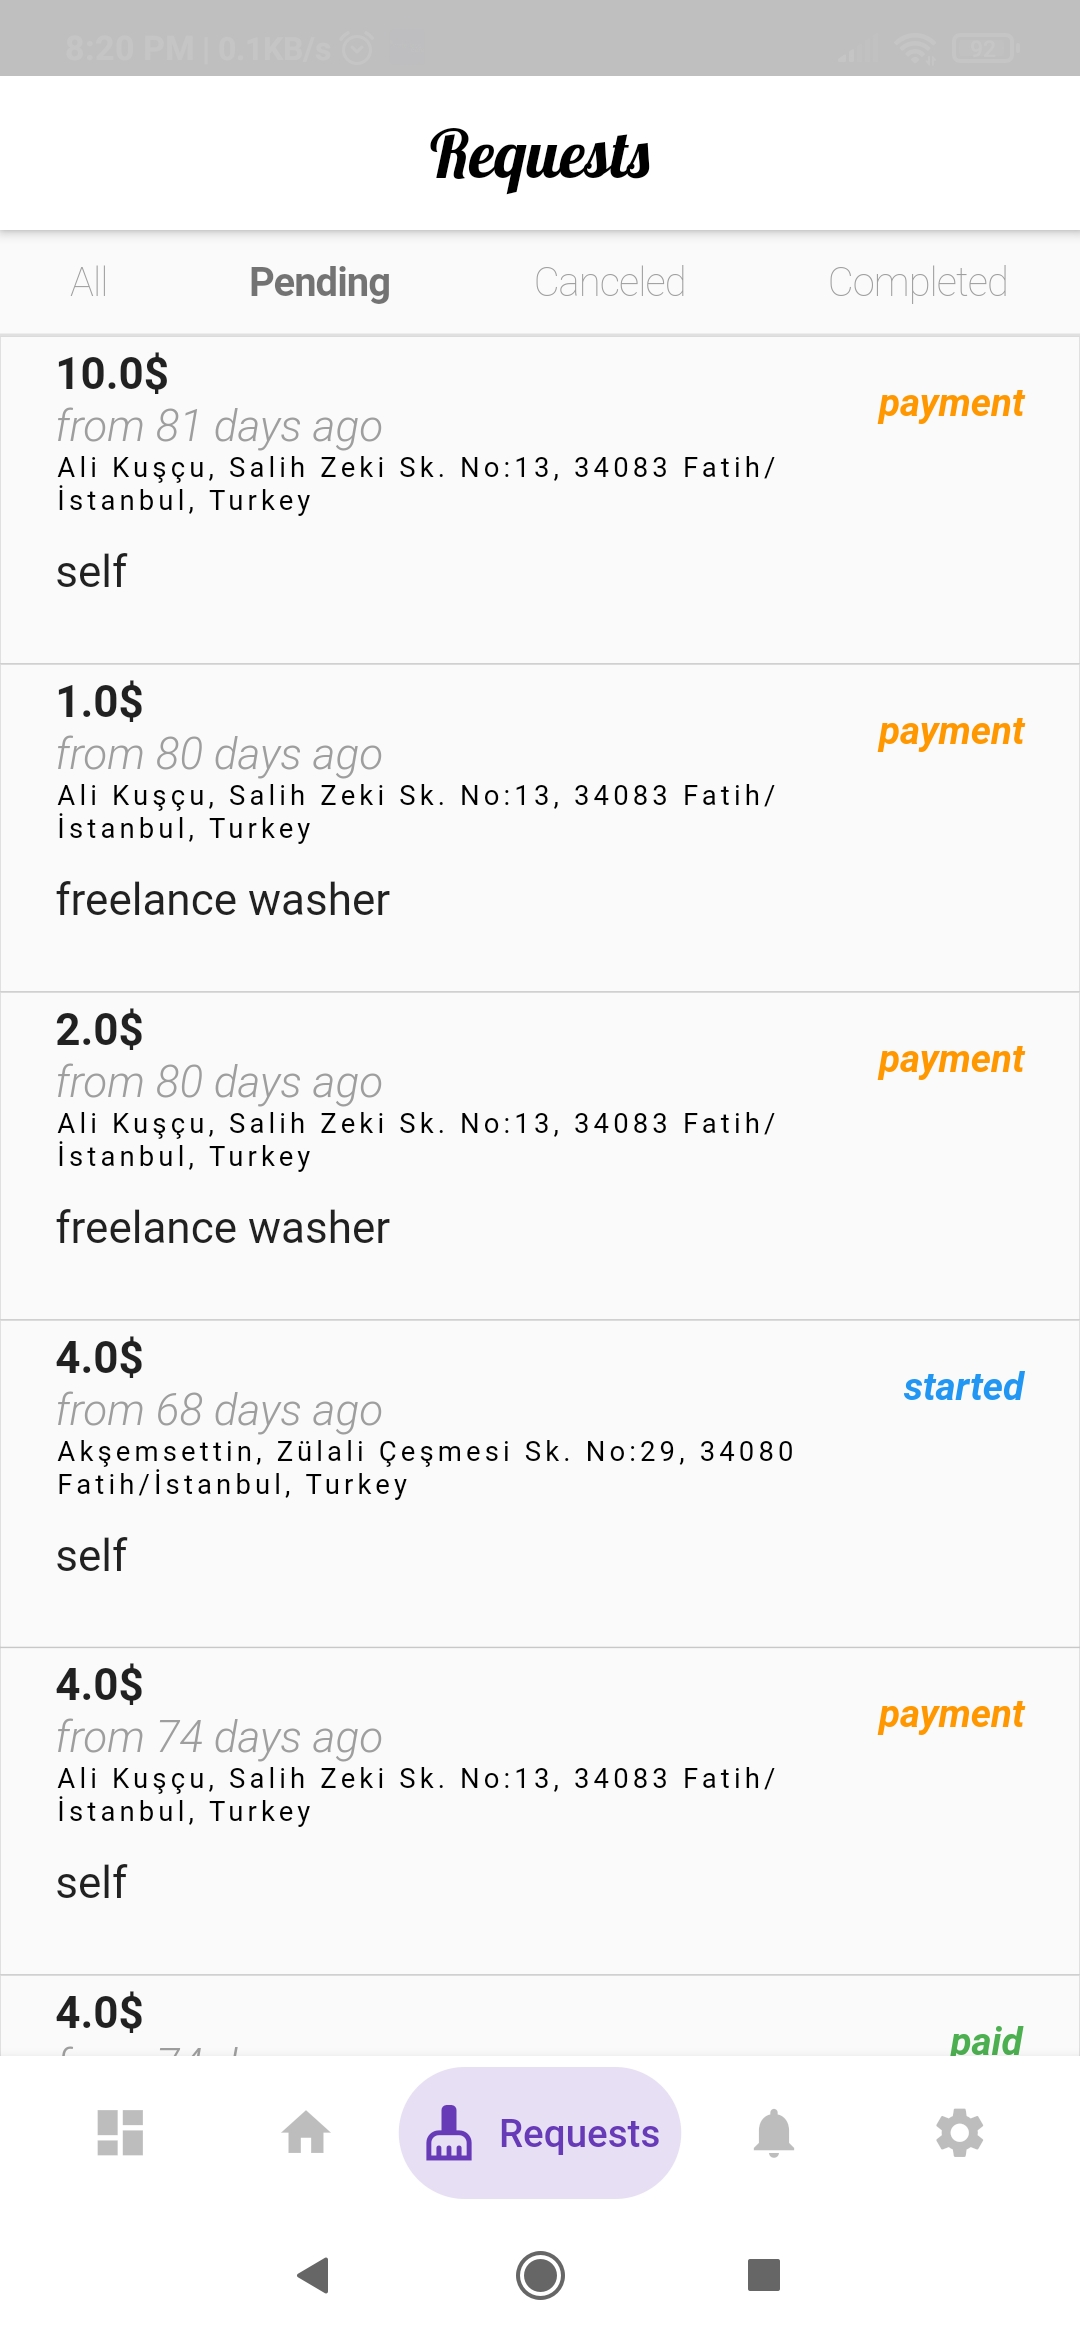 8:20 PM | 0.1KB/s
92
Requests
All Pending Canceled Completed
10.0$
payment
from 81 days ago
Ali Kuşçu, Salih Zeki Sk. No:13, 34083 Fatih/
İstanbul, Turkey
self
1.0$
payment
from 80 days ago
Ali Kuşçu, Salih Zeki Sk. No:13, 34083 Fatih/
İstanbul, Turkey
freelance washer
2.0$
payment
from 80 days ago
Ali Kuşçu, Salih Zeki Sk. No:13, 34083 Fatih/
İstanbul, Turkey
freelance washer
4.0$
started
from 68 days ago
Akşemsettin, Zülali Çeşmesi Sk. No:29, 34080
Fatih/İstanbul, Turkey
self
4.0$
payment
from 74 days ago
Ali Kuşçu, Salih Zeki Sk. No:13, 34083 Fatih/
İstanbul, Turkey
self
4.0$
paid
Requests